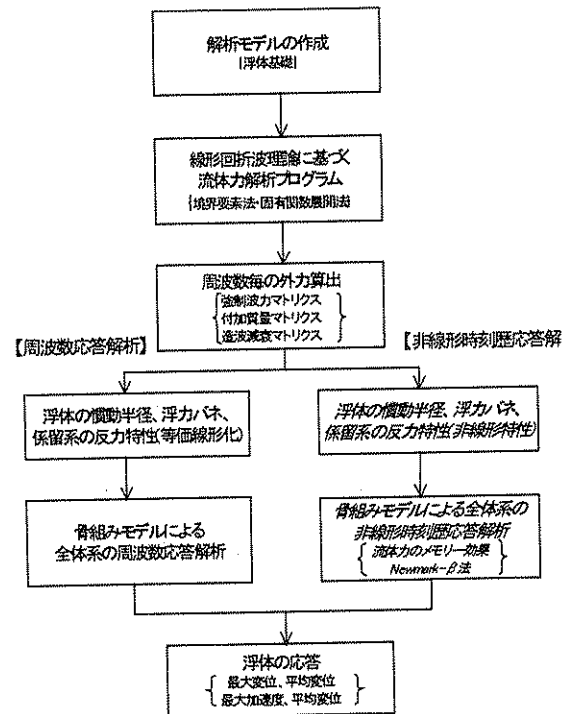 解析モデルの作成
[浮体基礎]
線形回折波理論に基づく
流体力解析プログラム
{境界要素法・固有関数展開法}
周波数毎の外力算出
強制波力マトリクス
付加質量マトリクス
造波減衰マトリクス
【周波数応答解析】
【非線形時刻歴応答解
浮体の慣動半径、浮力バネ、
係留系の反力特性(等価線形化)
浮体の慣動半径、浮力バネ、
係留系の反力特性(非線形特性)
骨組みモデルによる
全体系の周波数応答解析
骨組みモデルによる全体系の
非線形時刻歴応答解析
流体力のメモリー効果
Newmark-β法
浮体の応答
最大変位、平均変位
最大加速度、平均変位